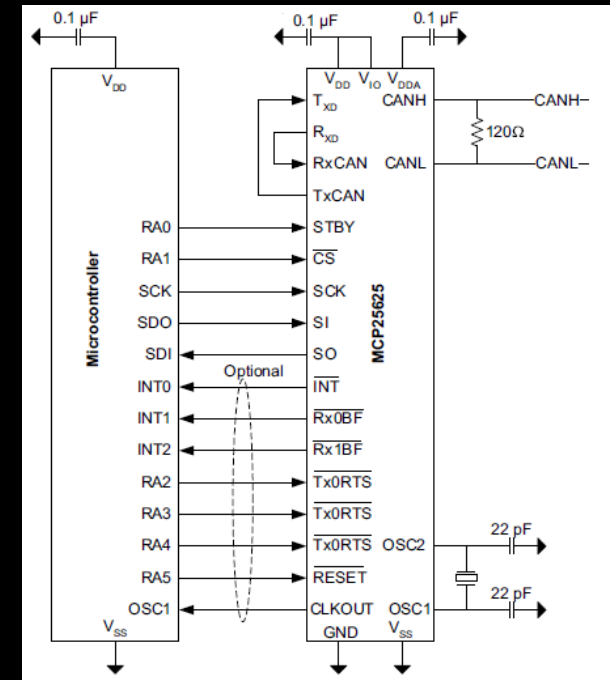 0.1 µF 0.1 µF 0.1 µF
VDD VDD VIO VDDA
TXD CANH CANH
RXD 120Ω
RxCAN CANL CANL
TxCAN
RA0 STBY
RA1 CS
SCK SCK
SDO SI
Microcontroller MCP25625
SDI SO
Optional
INT0 INT
INT1 Rx0BF
INT2 Rx1BF
RA2 Tx0RTS
RA3 Tx0RTS
RA4 Tx0RTS OSC2 22 pF
RA5 RESET
OSC1 CLKOUT OSC1 22 pF
VSS GND VSS